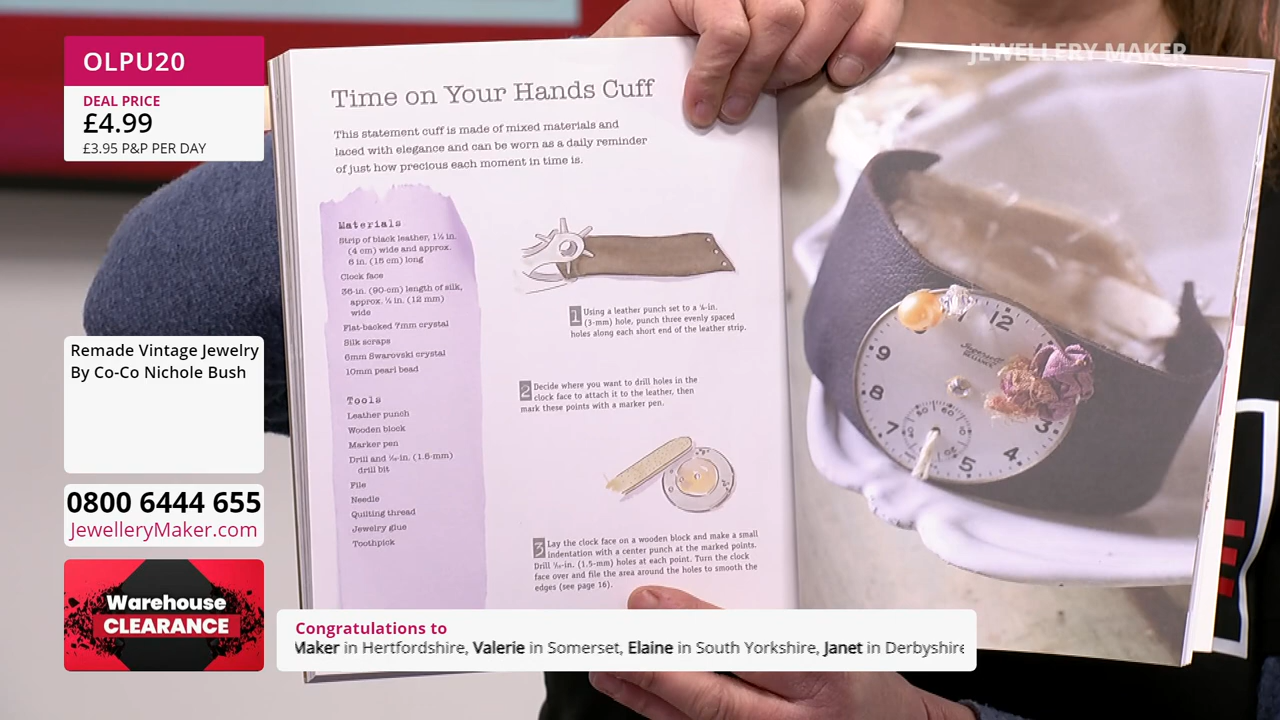 JEWELLERY MAKER
OLPU20
DEAL PRICE
£4.99
£3.95 P&P PER DAY
Remade Vintage Jewelry
By Co-Co Nichole Bush
0800 6444 655
JewelleryMaker.com
Warehouse
CLEARANCE
Time on Your Hands Cuff
This statement cuff is made of mixed materials and
laced with elegance and can be worn as a daily reminder
of just how precious each moment in time is.
Materials
Strip of black leather, 1½ in.
(4 cm) wide and approx.
6 in. (15 cm) long
Clock face
36-in. (90-cm) length of silk,
approx. ½ in. (12 mm)
wide
Flat-backed 7mm crystal
Silk scraps
6mm Swarovski crystal
10mm pearl bead
Tools
Leather punch
Wooden block
Marker pen
Drill and 1/16-in. (1.5-mm)
drill bit
File
Needle
Quilting thread
Jewelry glue
Toothpick
1 Using a leather punch set to a ⅛-in.
(3-mm) hole, punch three evenly spaced
holes along each short end of the leather strip.
2 Decide where you want to drill holes in the
clock face to attach it to the leather, then
mark these points with a marker pen.
3 Lay the clock face on a wooden block and make a small
indentation with a center punch at the marked points.
Drill 1/16-in. (1.5-mm) holes at each point. Turn the clock
face over and file the area around the holes to smooth the
edges (see page 16).
12
9
8
7
5
4
3
60
Congratulations to
Maker in Hertfordshire, Valerie in Somerset, Elaine in South Yorkshire, Janet in Derbyshire